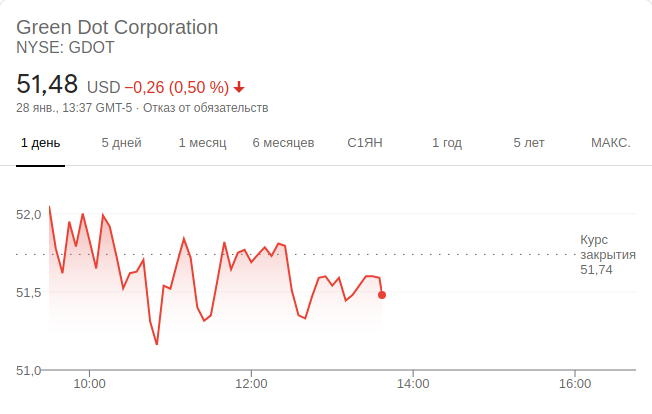 Green Dot Corporation
NYSE: GDOT
51,48 USD −0,26 (0,50 %)
28 янв., 13:37 GMT-5 · Отказ от обязательств
1 день 5 дней 1 месяц 6 месяцев С1ЯН 1 год 5 лет МАКС.
52,0
Курс
закрытия
51,74
51,5
51,0
10:00 12:00 14:00 16:00